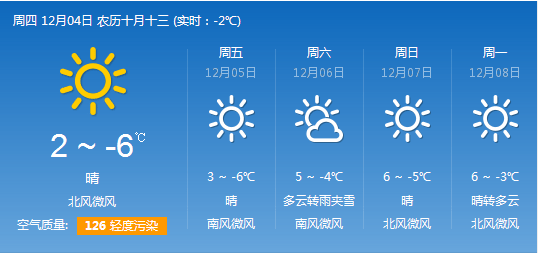 周四 12月04日 农历十月十三 (实时：-2℃)
2 ~ -6℃
晴
北风微风
空气质量: 126 轻度污染
周五
12月05日
3 ~ -6℃
晴
南风微风
周六
12月06日
5 ~ -4℃
多云转雨夹雪
南风微风
周日
12月07日
6 ~ -5℃
晴
北风微风
周一
12月08日
6 ~ -3℃
晴转多云
北风微风